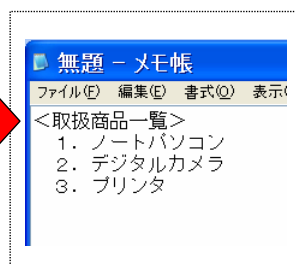 無題 - メモ帳
ファイル(F) 編集(E) 書式(O) 表示(
＜取扱商品一覧＞
１．ノートパソコン
２．デジタルカメラ
３．プリンタ